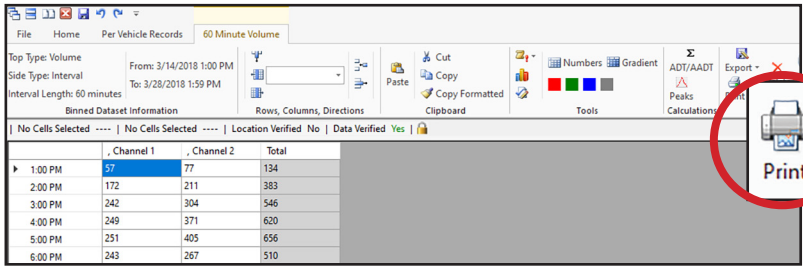 File Home Per Vehicle Records 60 Minute Volume
Top Type: Volume
Side Type: Interval
Interval Length: 60 minutes
From: 3/14/2018 1:00 PM
To: 3/28/2018 1:59 PM
Binned Dataset Information
Rows, Columns, Directions
Paste
Cut
Copy
Copy Formatted
Clipboard
Numbers Gradient
Tools
Σ
ADT/AADT
Peaks
Calculations
Export
Print
Print
| No Cells Selected ---- | No Cells Selected ---- | Location Verified No | Data Verified Yes |
, Channel 1 , Channel 2 Total
1:00 PM 57 77 134
2:00 PM 172 211 383
3:00 PM 242 304 546
4:00 PM 249 371 620
5:00 PM 251 405 656
6:00 PM 243 267 510